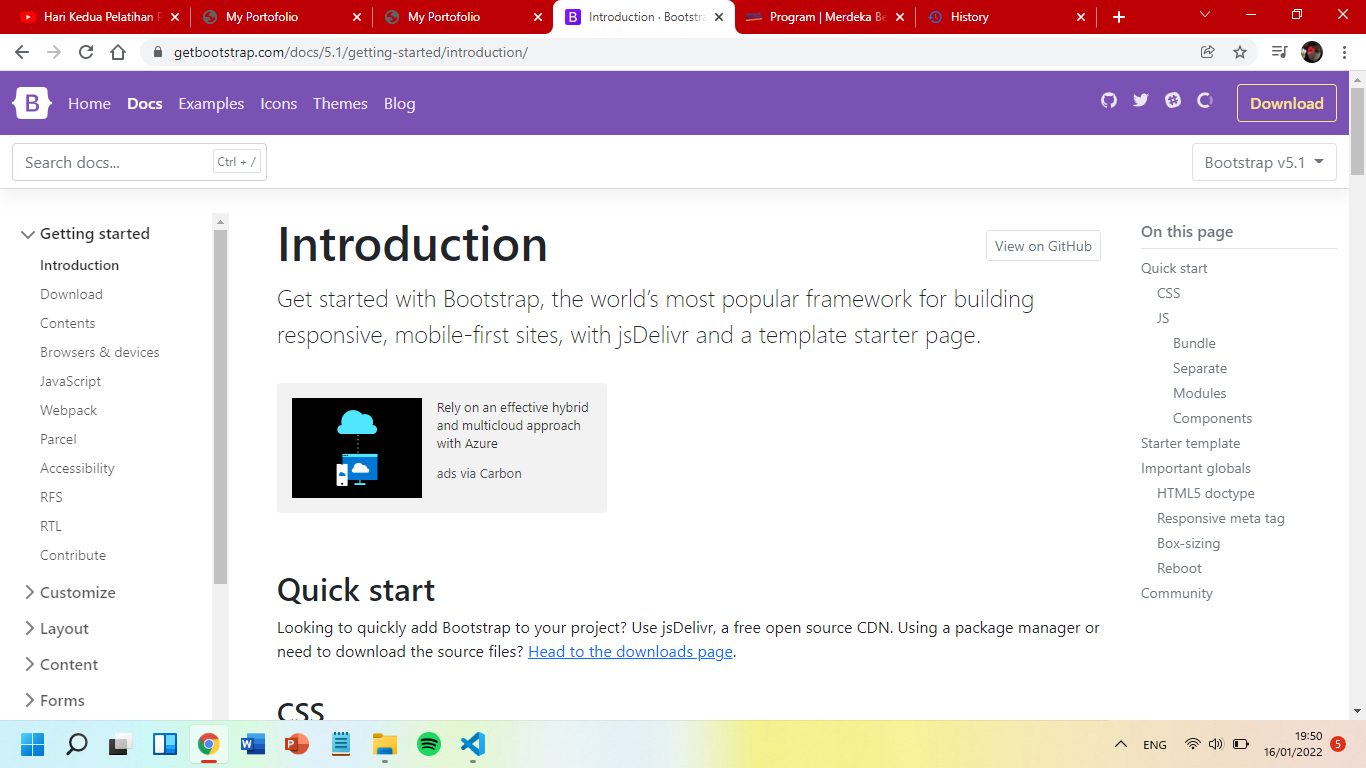 Hari Kedua Pelatihan
My Portofolio
My Portofolio
Introduction · Bootstra
Program | Merdeka Be
History
getbootstrap.com/docs/5.1/getting-started/introduction/
B
Home
Docs
Examples
Icons
Themes
Blog
Download
Search docs...
Ctrl + /
Bootstrap v5.1
Getting started
Introduction
Download
Contents
Browsers & devices
JavaScript
Webpack
Parcel
Accessibility
RFS
RTL
Contribute
Customize
Layout
Content
Forms
Introduction
View on GitHub
Get started with Bootstrap, the world’s most popular framework for building
responsive, mobile-first sites, with jsDelivr and a template starter page.
Rely on an effective hybrid
and multicloud approach
with Azure
ads via Carbon
Quick start
Looking to quickly add Bootstrap to your project? Use jsDelivr, a free open source CDN. Using a package manager or
need to download the source files? Head to the downloads page.
CSS
On this page
Quick start
CSS
JS
Bundle
Separate
Modules
Components
Starter template
Important globals
HTML5 doctype
Responsive meta tag
Box-sizing
Reboot
Community
ENG
19:50
16/01/2022
5